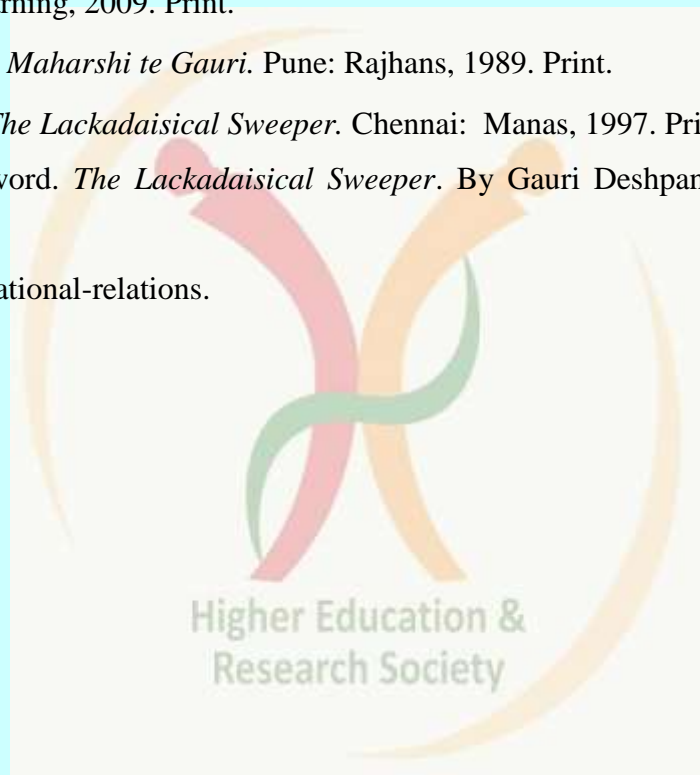 rning, 2009. Print.
Maharshi te Gauri. Pune: Rajhans, 1989. Print.
The Lackadaisical Sweeper. Chennai: Manas, 1997. Pri
word. The Lackadaisical Sweeper. By Gauri Deshpan
ational-relations.
Higher Education &
Research Society